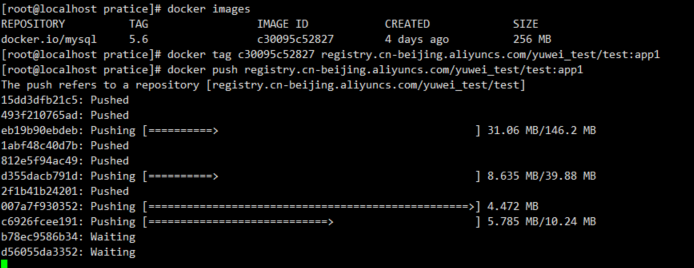 [root@localhost pratice]# docker images
REPOSITORY TAG IMAGE ID CREATED SIZE
docker.io/mysql 5.6 c30095c52827 4 days ago 256 MB
[root@localhost pratice]# docker tag c30095c52827 registry.cn-beijing.aliyuncs.com/yuwei_test/test:app1
[root@localhost pratice]# docker push registry.cn-beijing.aliyuncs.com/yuwei_test/test:app1
The push refers to a repository [registry.cn-beijing.aliyuncs.com/yuwei_test/test]
15dd3dfb21c5: Pushed
493f210765ad: Pushed
eb19b90ebdeb: Pushing [==========> ] 31.06 MB/146.2 MB
1abf48c40d7b: Pushed
812e5f94ac49: Pushed
d355dacb791d: Pushing [==========> ] 8.635 MB/39.88 MB
2f1b41b24201: Pushed
007a7f930352: Pushing [==================================================>] 4.472 MB
c6926fcee191: Pushing [============================> ] 5.785 MB/10.24 MB
b78ec9586b34: Waiting
d56055da3352: Waiting